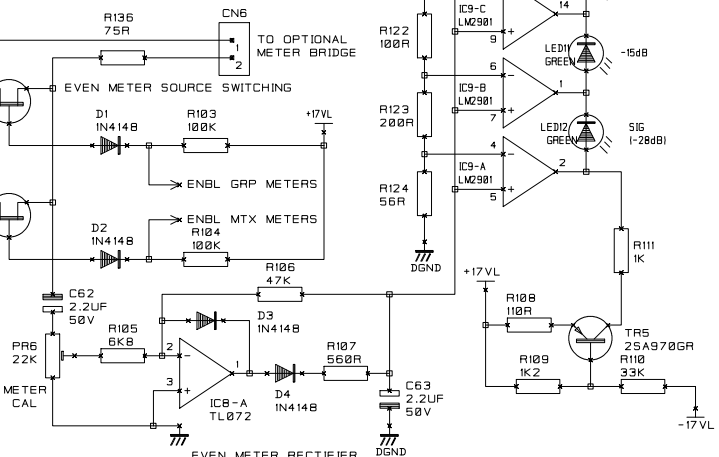 R136
75R
CN6
1
2
TO OPTIONAL
METER BRIDGE
EVEN METER SOURCE SWITCHING
D1
1N4148
R103
100K
+17VL
ENBL GRP METERS
ENBL MTX METERS
D2
1N4148
R104
100K
R122
100R
IC9-C
LM2901
14
9
LED11
GREEN
-15dB
R123
200R
IC9-B
LM2901
6
7
1
LED12
GREEN
SIG
(-28dB)
R124
56R
IC9-A
LM2901
4
5
2
DGND
R111
1K
C62
2.2UF
50V
PR6
22K
METER
CAL
R105
6K8
R106
47K
D3
1N4148
2
3
1
IC8-A
TL072
D4
1N4148
R107
560R
C63
2.2UF
50V
DGND
+17VL
R108
110R
TR5
2SA970GR
R109
1K2
R110
33K
-17VL
EVEN METER RECTIFIER